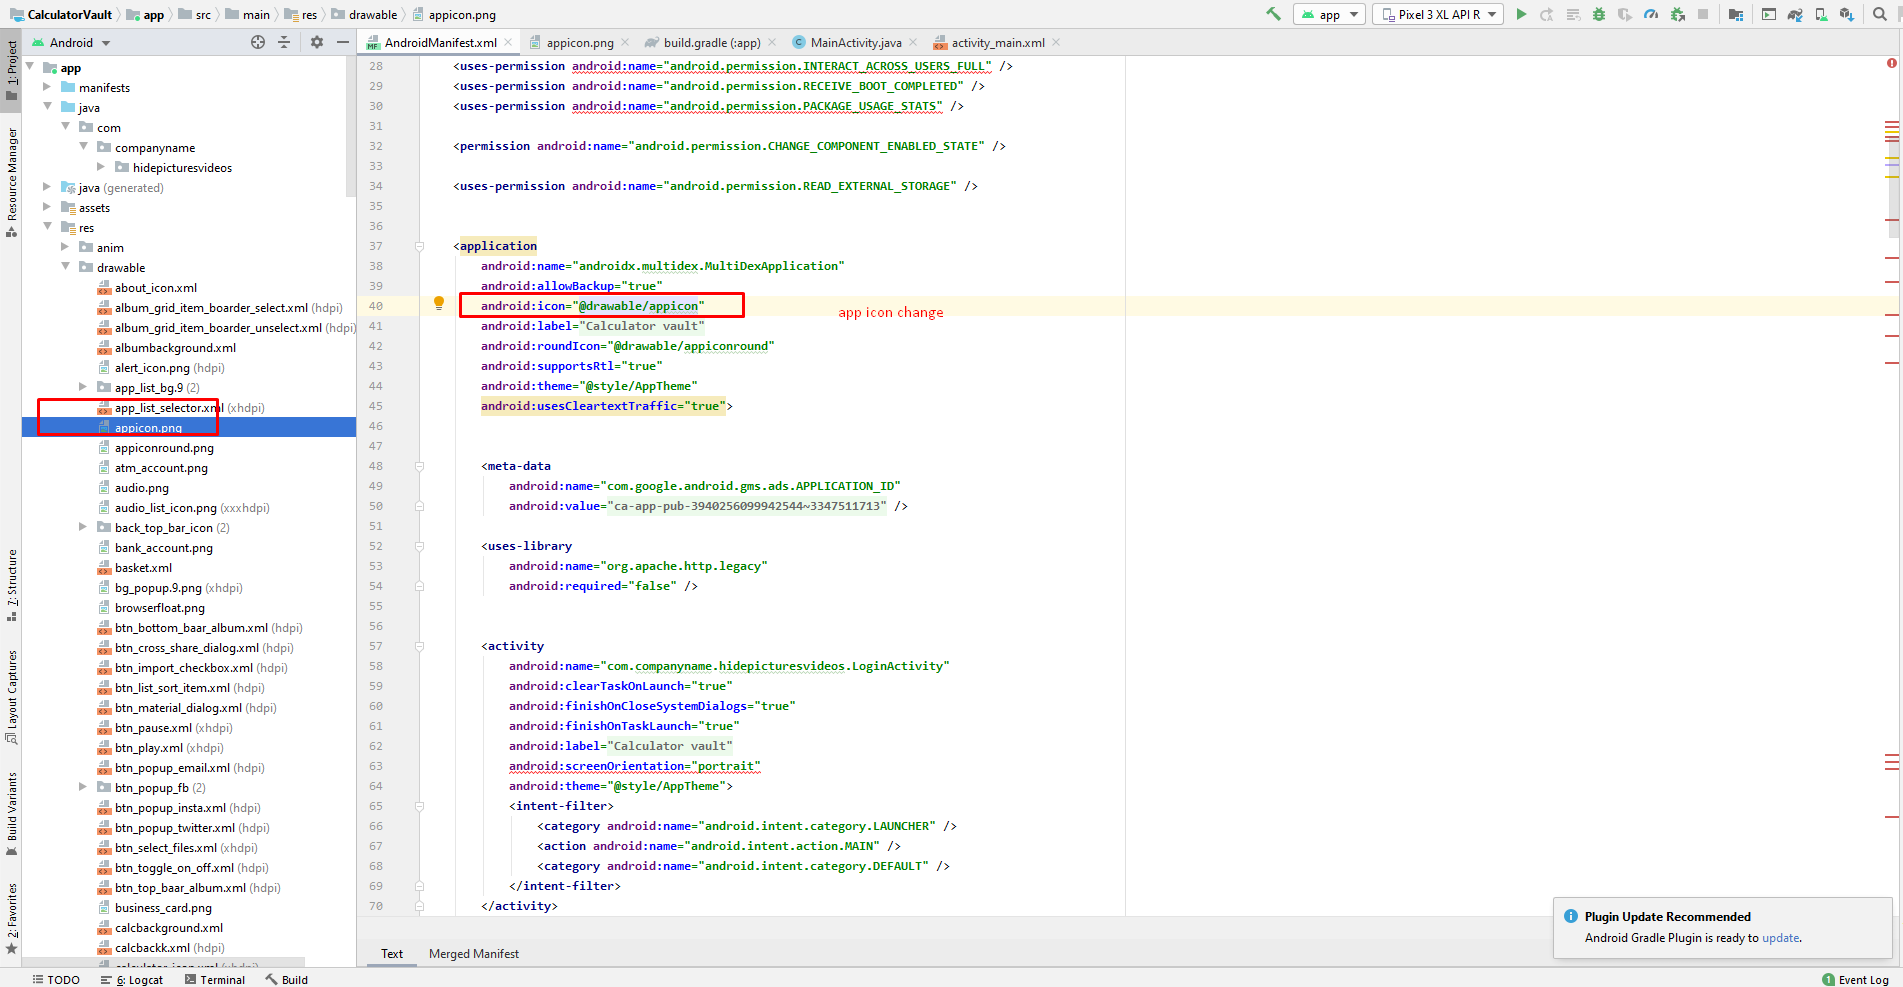 CalculatorVault app src main res drawable appicon.png app Pixel 3 XL API R
Android
AndroidManifest.xml appicon.png build.gradle (:app) MainActivity.java activity_main.xml
1: Project
Resource Manager
7: Structure
Layout Captures
Build Variants
2: Favorites
app
manifests
java
com
companyname
hidepicturesvideos
java (generated)
assets
res
anim
drawable
about_icon.xml
album_grid_item_boarder_select.xml (hdpi)
album_grid_item_boarder_unselect.xml (hdpi)
albumbackground.xml
alert_icon.png (hdpi)
app_list_bg.9 (2)
app_list_selector.xml (xhdpi)
appicon.png
appiconround.png
atm_account.png
audio.png
audio_list_icon.png (xxxhdpi)
back_top_bar_icon (2)
bank_account.png
basket.xml
bg_popup.9.png (xhdpi)
browserfloat.png
btn_bottom_baar_album.xml (hdpi)
btn_cross_share_dialog.xml (hdpi)
btn_import_checkbox.xml (hdpi)
btn_list_sort_item.xml (hdpi)
btn_material_dialog.xml (hdpi)
btn_pause.xml (xhdpi)
btn_play.xml (xhdpi)
btn_popup_email.xml (hdpi)
btn_popup_fb (2)
btn_popup_insta.xml (hdpi)
btn_popup_twitter.xml (hdpi)
btn_select_files.xml (xhdpi)
btn_toggle_on_off.xml (hdpi)
btn_top_baar_album.xml (hdpi)
business_card.png
calcbackground.xml
calcbackk.xml (hdpi)
calculator_icon.xml (xhdpi)
28 <uses-permission android:name="android.permission.INTERACT_ACROSS_USERS_FULL" />
29 <uses-permission android:name="android.permission.RECEIVE_BOOT_COMPLETED" />
30 <uses-permission android:name="android.permission.PACKAGE_USAGE_STATS" />
31
32 <permission android:name="android.permission.CHANGE_COMPONENT_ENABLED_STATE" />
33
34 <uses-permission android:name="android.permission.READ_EXTERNAL_STORAGE" />
35
36
37 <application
38 android:name="androidx.multidex.MultiDexApplication"
39 android:allowBackup="true"
40 android:icon="@drawable/appicon"
app icon change
41 android:label="Calculator vault"
42 android:roundIcon="@drawable/appiconround"
43 android:supportsRtl="true"
44 android:theme="@style/AppTheme"
45 android:usesCleartextTraffic="true">
46
47
48 <meta-data
49 android:name="com.google.android.gms.ads.APPLICATION_ID"
50 android:value="ca-app-pub-3940256099942544~3347511713" />
51
52 <uses-library
53 android:name="org.apache.http.legacy"
54 android:required="false" />
55
56
57 <activity
58 android:name="com.companyname.hidepicturesvideos.LoginActivity"
59 android:clearTaskOnLaunch="true"
60 android:finishOnCloseSystemDialogs="true"
61 android:finishOnTaskLaunch="true"
62 android:label="Calculator vault"
63 android:screenOrientation="portrait"
64 android:theme="@style/AppTheme">
65 <intent-filter>
66 <category android:name="android.intent.category.LAUNCHER" />
67 <action android:name="android.intent.action.MAIN" />
68 <category android:name="android.intent.category.DEFAULT" />
69 </intent-filter>
70 </activity>
Plugin Update Recommended
Android Gradle Plugin is ready to update.
Text Merged Manifest
TODO 6: Logcat Terminal Build 1 Event Log